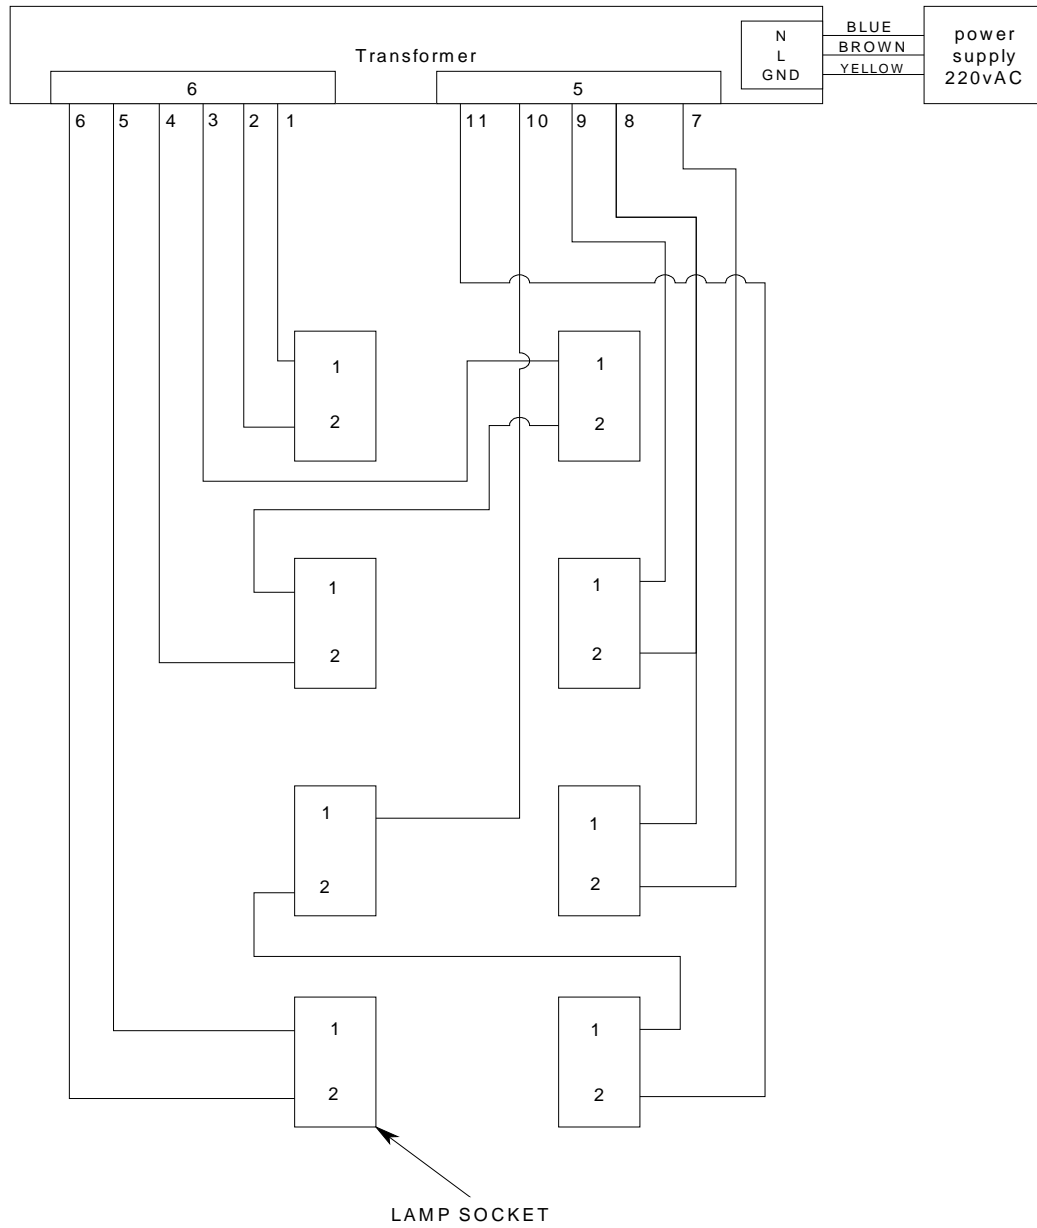 Transformer
N
L
GND
BLUE
BROWN
YELLOW
power
supply
220vAC
6
5
6 5 4 3 2 1
11 10 9 8 7
1
2
1
2
1
2
1
2
1
2
1
2
1
2
1
2
LAMP SOCKET